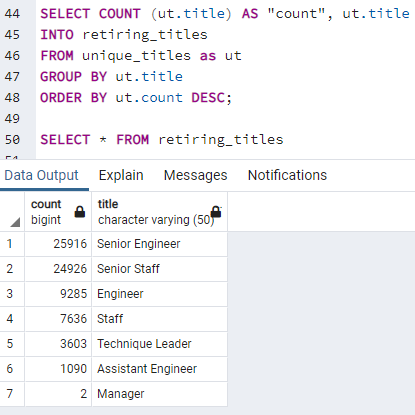 44 SELECT COUNT (ut.title) AS "count", ut.title
45 INTO retiring_titles
46 FROM unique_titles as ut
47 GROUP BY ut.title
48 ORDER BY ut.count DESC;
49
50 SELECT * FROM retiring_titles
Data Output Explain Messages Notifications
count title
bigint character varying (50)
1 25916 Senior Engineer
2 24926 Senior Staff
3 9285 Engineer
4 7636 Staff
5 3603 Technique Leader
6 1090 Assistant Engineer
7 2 Manager